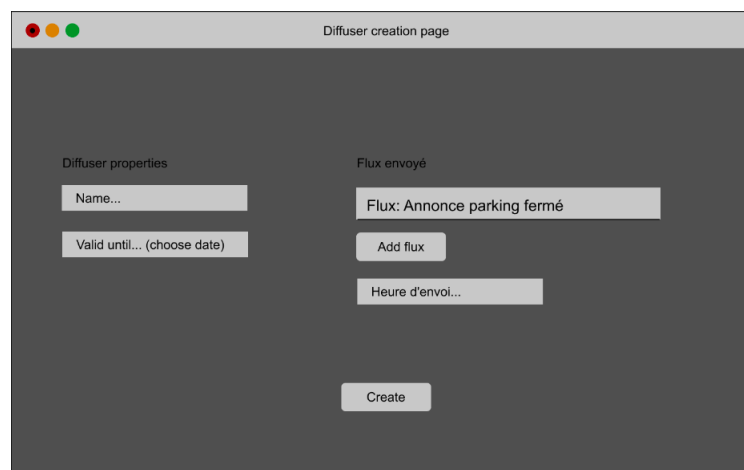 Diffuser creation page
Diffuser properties
Name...
Valid until... (choose date)
Flux envoyé
Flux: Annonce parking fermé
Add flux
Heure d'envoi...
Create